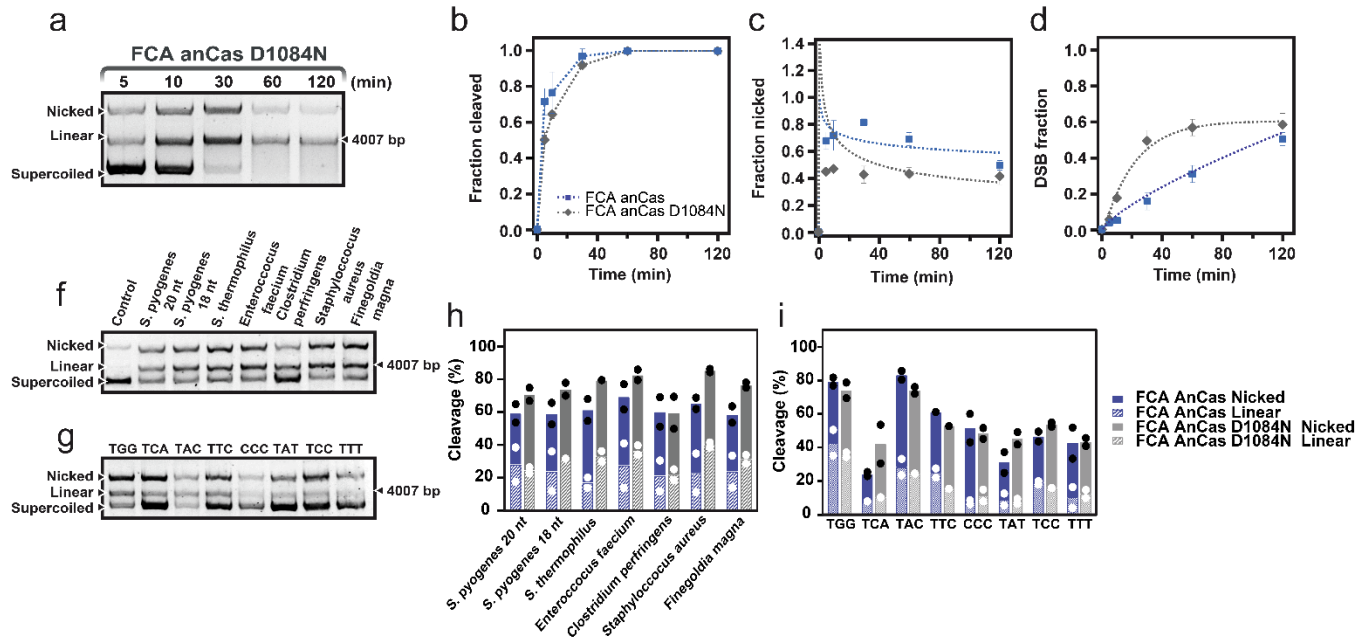 a
FCA anCas D1084N
5 10 30 60 120 (min)
Nicked
Linear
4007 bp
Supercoiled
b
Fraction cleaved
1.0
0.8
0.6
0.4
0.2
0.0
FCA anCas
FCA anCas D1084N
0 40 80 120
Time (min)
c
Fraction nicked
1.4
1.2
1.0
0.8
0.6
0.4
0.2
0.0
0 40 80 120
Time (min)
d
DSB fraction
1.0
0.8
0.6
0.4
0.2
0.0
0 40 80 120
Time (min)
f
Control
S. pyogenes
20 nt
S. pyogenes
18 nt
S. thermophilus
Enteroccocus
faecium
Clostridium
perfringens
Staphyloccocus
aureus
Finegoldia
magna
Nicked
Linear
4007 bp
Supercoiled
g
TGG TCA TAC TTC CCC TAT TCC TTT
Nicked
Linear
4007 bp
Supercoiled
h
Cleavage (%)
100
80
60
40
20
0
S. pyogenes 20 nt
S. pyogenes 18 nt
S. thermophilus
Enteroccocus faecium
Clostridium perfringens
Staphyloccocus aureus
Finegoldia magna
i
Cleavage (%)
100
80
60
40
20
0
TGG TCA TAC TTC CCC TAT TCC TTT
FCA AnCas Nicked
FCA AnCas Linear
FCA AnCas D1084N Nicked
FCA AnCas D1084N Linear